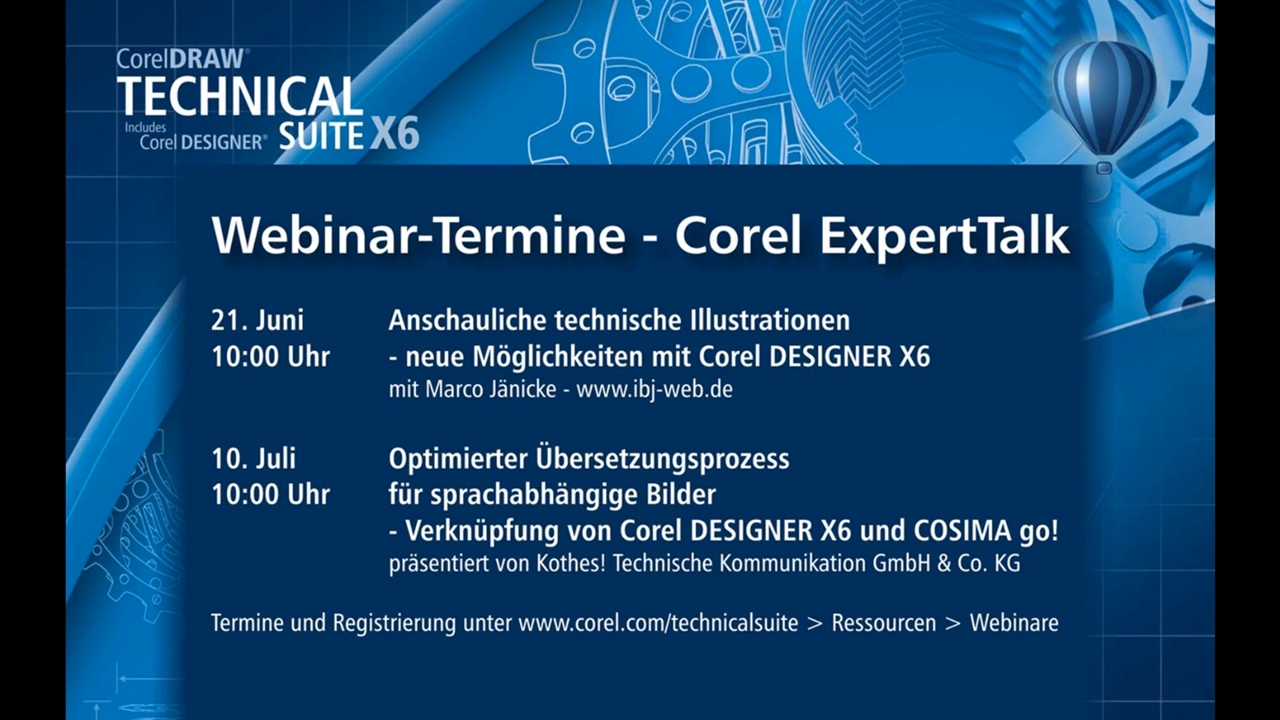 CorelDRAW®
TECHNICAL
Includes
Corel DESIGNER® SUITE X6
Webinar-Termine - Corel ExpertTalk
21. Juni Anschauliche technische Illustrationen
10:00 Uhr - neue Möglichkeiten mit Corel DESIGNER X6
mit Marco Jänicke - www.ibj-web.de
10. Juli Optimierter Übersetzungsprozess
10:00 Uhr für sprachabhängige Bilder
- Verknüpfung von Corel DESIGNER X6 und COSIMA go!
präsentiert von Kothes! Technische Kommunikation GmbH & Co. KG
Termine und Registrierung unter www.corel.com/technicalsuite > Ressourcen > Webinare